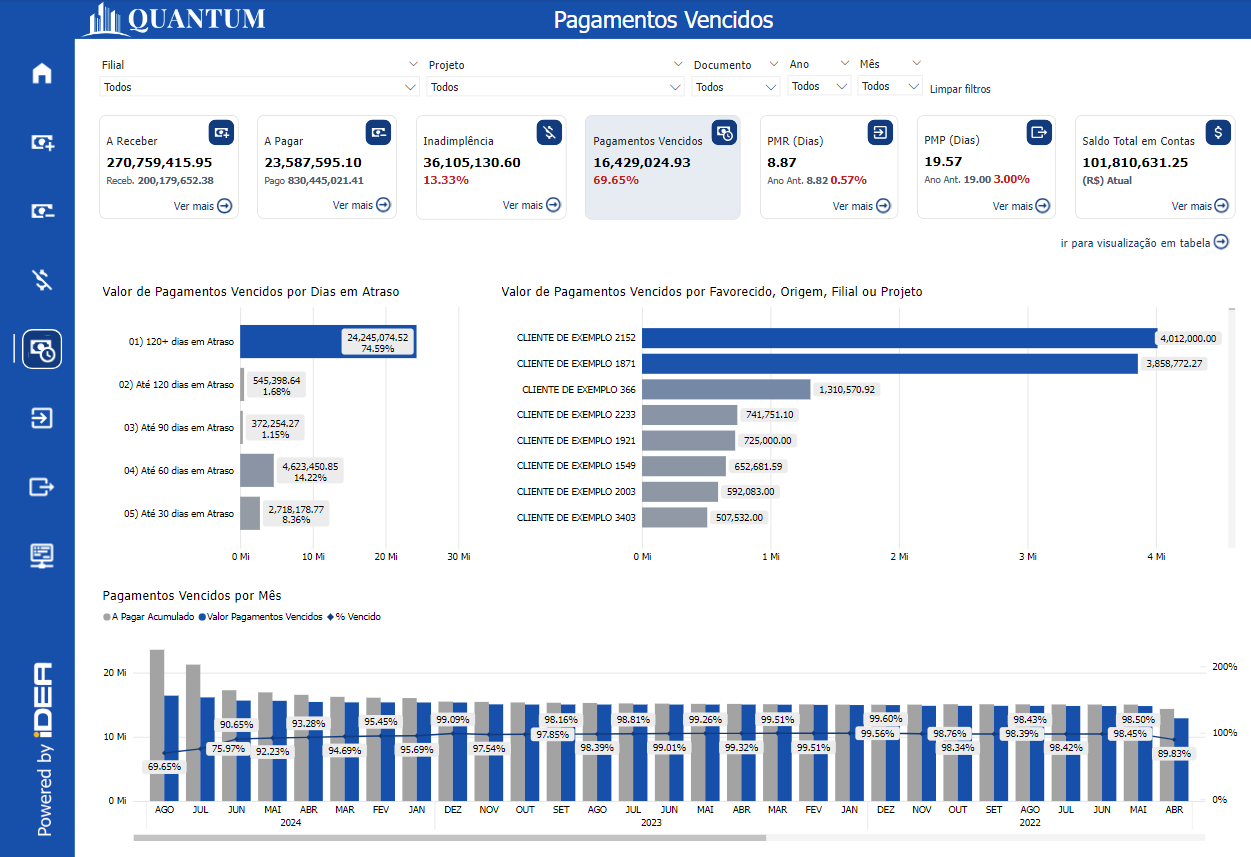 QUANTUM
Pagamentos Vencidos
Filial
Projeto
Documento
Ano
Mês
Todos
Todos
Todos
Todos
Todos
Limpar filtros
A Receber
270,759,415.95
Receb. 200,179,652.38
Ver mais
A Pagar
23,587,595.10
Pago 830,445,021.41
Ver mais
Inadimplência
36,105,130.60
13.33%
Ver mais
Pagamentos Vencidos
16,429,024.93
69.65%
PMR (Dias)
8.87
Ano Ant. 8.82 0.57%
Ver mais
PMP (Dias)
19.57
Ano Ant. 19.00 3.00%
Ver mais
Saldo Total em Contas
101,810,631.25
(R$) Atual
Ver mais
ir para visualização em tabela
Valor de Pagamentos Vencidos por Dias em Atraso
01) 120+ dias em Atraso
24,245,074.52
74.59%
02) Até 120 dias em Atraso
545,398.64
1.68%
03) Até 90 dias em Atraso
372,254.27
1.15%
04) Até 60 dias em Atraso
4,623,450.85
14.22%
05) Até 30 dias em Atraso
2,718,178.77
8.36%
0 Mi 10 Mi 20 Mi 30 Mi
Valor de Pagamentos Vencidos por Favorecido, Origem, Filial ou Projeto
CLIENTE DE EXEMPLO 2152 4,012,000.00
CLIENTE DE EXEMPLO 1871 3,858,772.27
CLIENTE DE EXEMPLO 366 1,310,570.92
CLIENTE DE EXEMPLO 2233 741,751.10
CLIENTE DE EXEMPLO 1921 725,000.00
CLIENTE DE EXEMPLO 1549 652,681.59
CLIENTE DE EXEMPLO 2003 592,083.00
CLIENTE DE EXEMPLO 3403 507,532.00
0 Mi 1 Mi 2 Mi 3 Mi 4 Mi
Pagamentos Vencidos por Mês
A Pagar Acumulado Valor Pagamentos Vencidos % Vencido
20 Mi
10 Mi
0 Mi
200%
100%
0%
69.65% 75.97% 90.65% 92.23% 93.28% 94.69% 95.45% 95.69% 99.09% 97.54% 97.85% 98.16% 98.39% 98.81% 99.01% 99.26% 99.32% 99.51% 99.51% 99.56% 99.60% 98.76% 98.34% 98.39% 98.43% 98.42% 98.45% 98.50% 89.83%
AGO JUL JUN MAI ABR MAR FEV JAN DEZ NOV OUT SET AGO JUL JUN MAI ABR MAR FEV JAN DEZ NOV OUT SET AGO JUL JUN MAI ABR
2024 2023 2022
Powered by iDEA